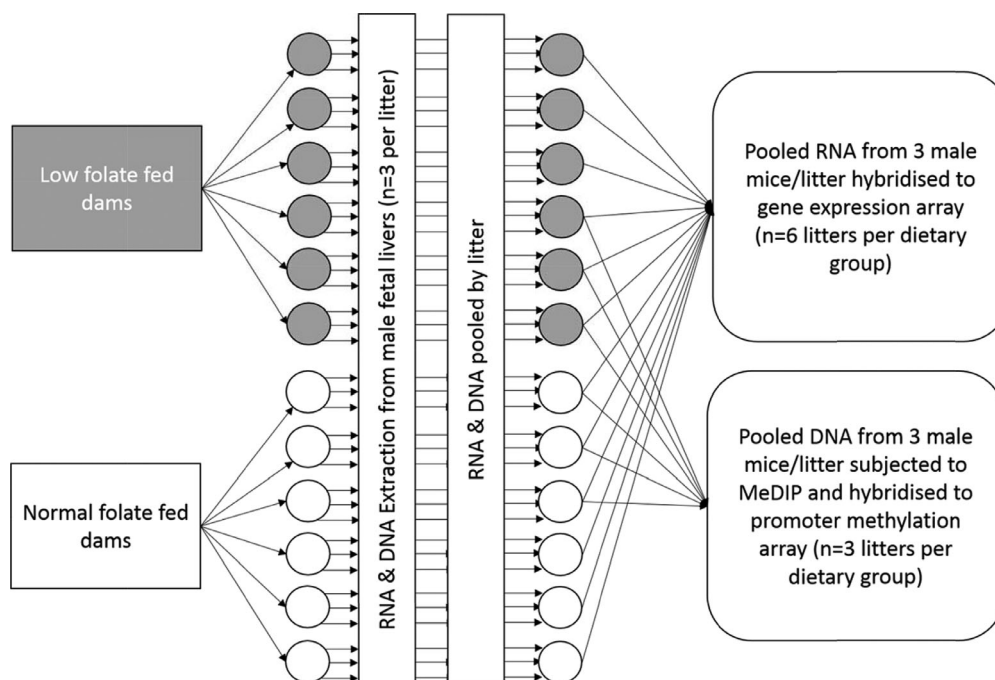 Low folate fed
dams
Normal folate fed
dams
RNA & DNA Extraction from male fetal livers (n=3 per litter)
RNA & DNA pooled by litter
Pooled RNA from 3 male
mice/litter hybridised to
gene expression array
(n=6 litters per dietary
group)
Pooled DNA from 3 male
mice/litter subjected to
MeDIP and hybridised to
promoter methylation
array (n=3 litters per
dietary group)